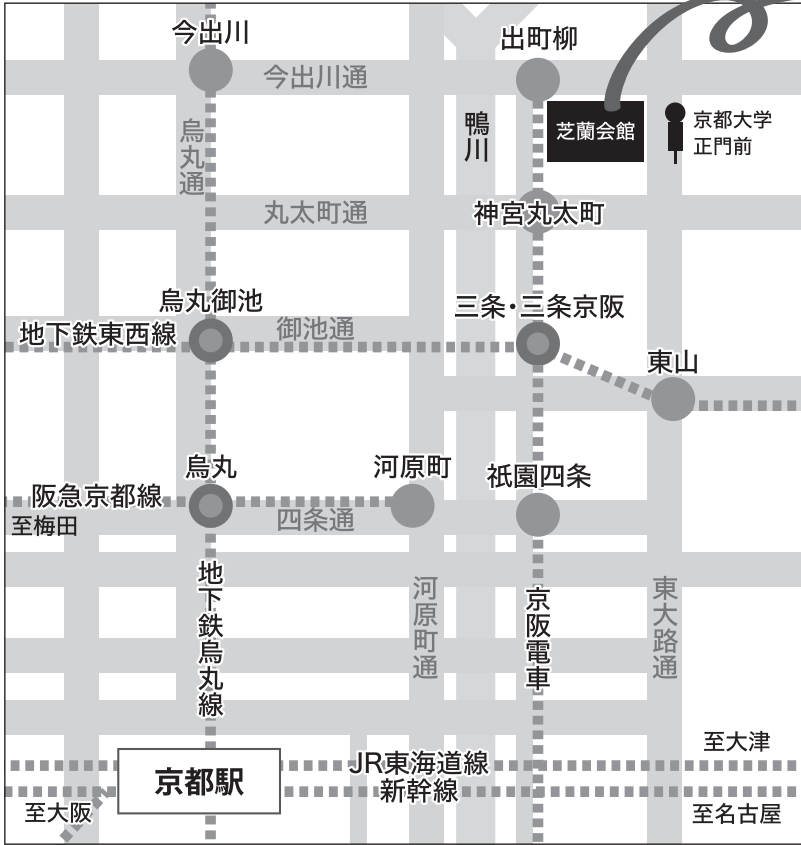 今出川
出町柳
今出川通
烏丸通
鴨川
芝蘭会館
京都大学
正門前
丸太町通
神宮丸太町
烏丸御池
三条・三条京阪
地下鉄東西線
御池通
東山
烏丸
河原町
祇園四条
阪急京都線
四条通
至梅田
地下鉄烏丸線
河原町通
京阪電車
東大路通
至大津
京都駅
JR東海道線
新幹線
至大阪
至名古屋